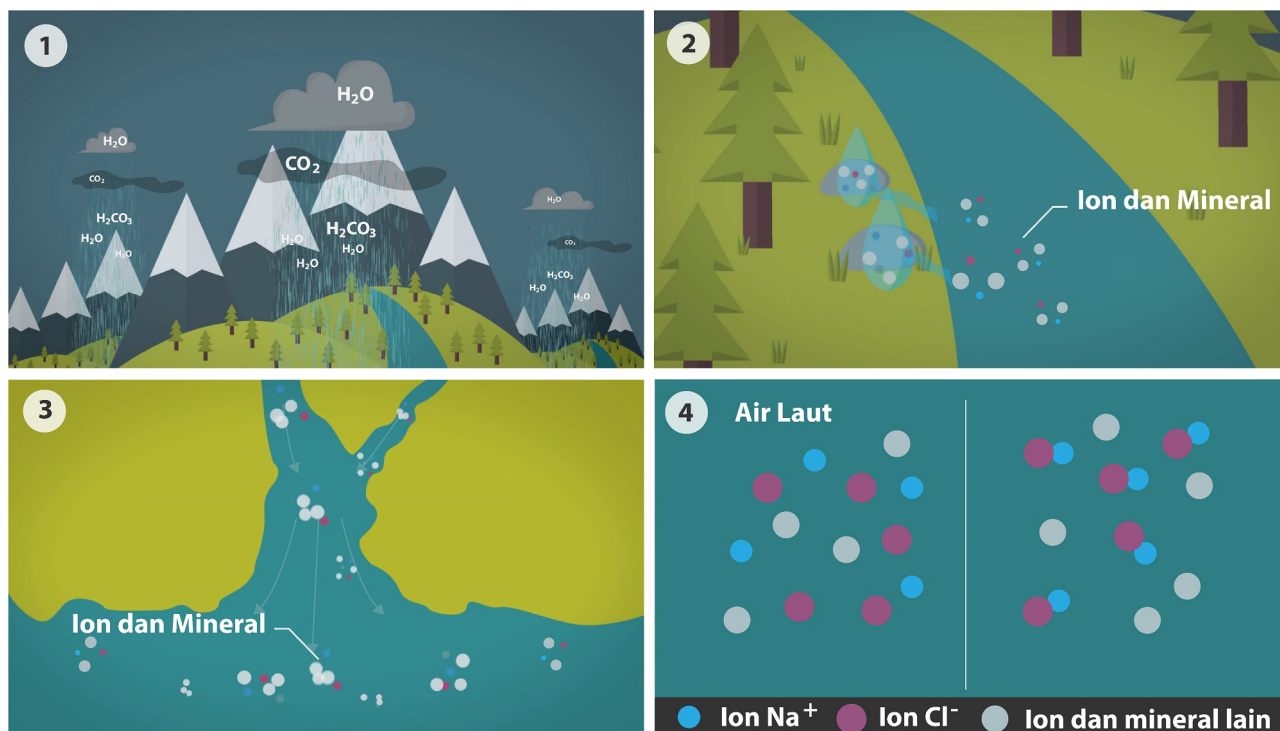 1
H₂O
H₂O
CO₂
CO₂
H₂O
H₂CO₃
H₂CO₃
H₂O
H₂O
H₂O
H₂O
H₂O
CO₂
H₂CO₃
H₂O
H₂O
2
Ion dan Mineral
3
Ion dan Mineral
4
Air Laut
Ion Na⁺
Ion Cl⁻
Ion dan mineral lain